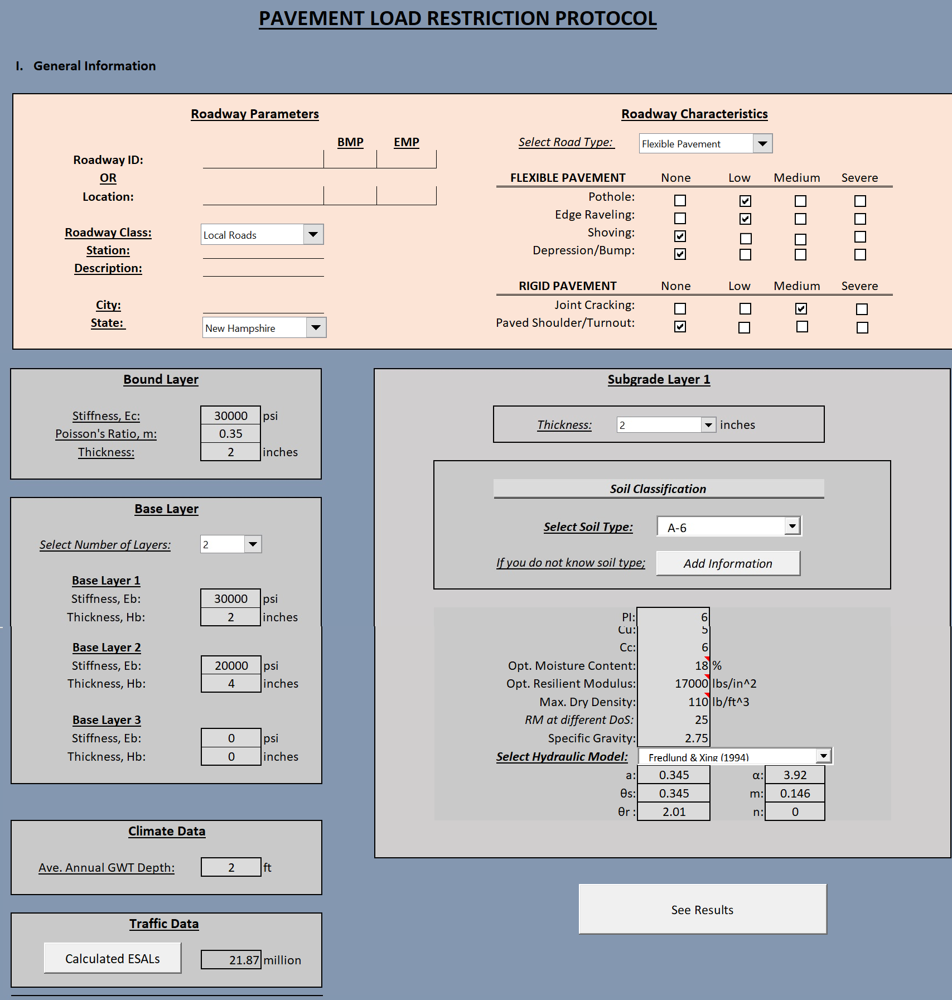 PAVEMENT LOAD RESTRICTION PROTOCOL
I. General Information
Roadway Parameters
BMP EMP
Roadway ID:
OR
Location:
Roadway Class: Local Roads
Station:
Description:
City:
State: New Hampshire
Roadway Characteristics
Select Road Type: Flexible Pavement
FLEXIBLE PAVEMENT None Low Medium Severe
Pothole:
Edge Raveling:
Shoving:
Depression/Bump:
RIGID PAVEMENT None Low Medium Severe
Joint Cracking:
Paved Shoulder/Turnout:
Bound Layer
Stiffness, Ec: 30000 psi
Poisson's Ratio, m: 0.35
Thickness: 2 inches
Base Layer
Select Number of Layers: 2
Base Layer 1
Stiffness, Eb: 30000 psi
Thickness, Hb: 2 inches
Base Layer 2
Stiffness, Eb: 20000 psi
Thickness, Hb: 4 inches
Base Layer 3
Stiffness, Eb: 0 psi
Thickness, Hb: 0 inches
Climate Data
Ave. Annual GWT Depth: 2 ft
Traffic Data
Calculated ESALs 21.87 million
Subgrade Layer 1
Thickness: 2 inches
Soil Classification
Select Soil Type: A-6
If you do not know soil type; Add Information
PI: 6
Cu: 5
Cc: 6
Opt. Moisture Content: 18 %
Opt. Resilient Modulus: 17000 lbs/in^2
Max. Dry Density: 110 lb/ft^3
RM at different DoS: 25
Specific Gravity: 2.75
Select Hydraulic Model: Fredlund & Xing (1994)
a: 0.345 α: 3.92
θs: 0.345 m: 0.146
θr : 2.01 n: 0
See Results